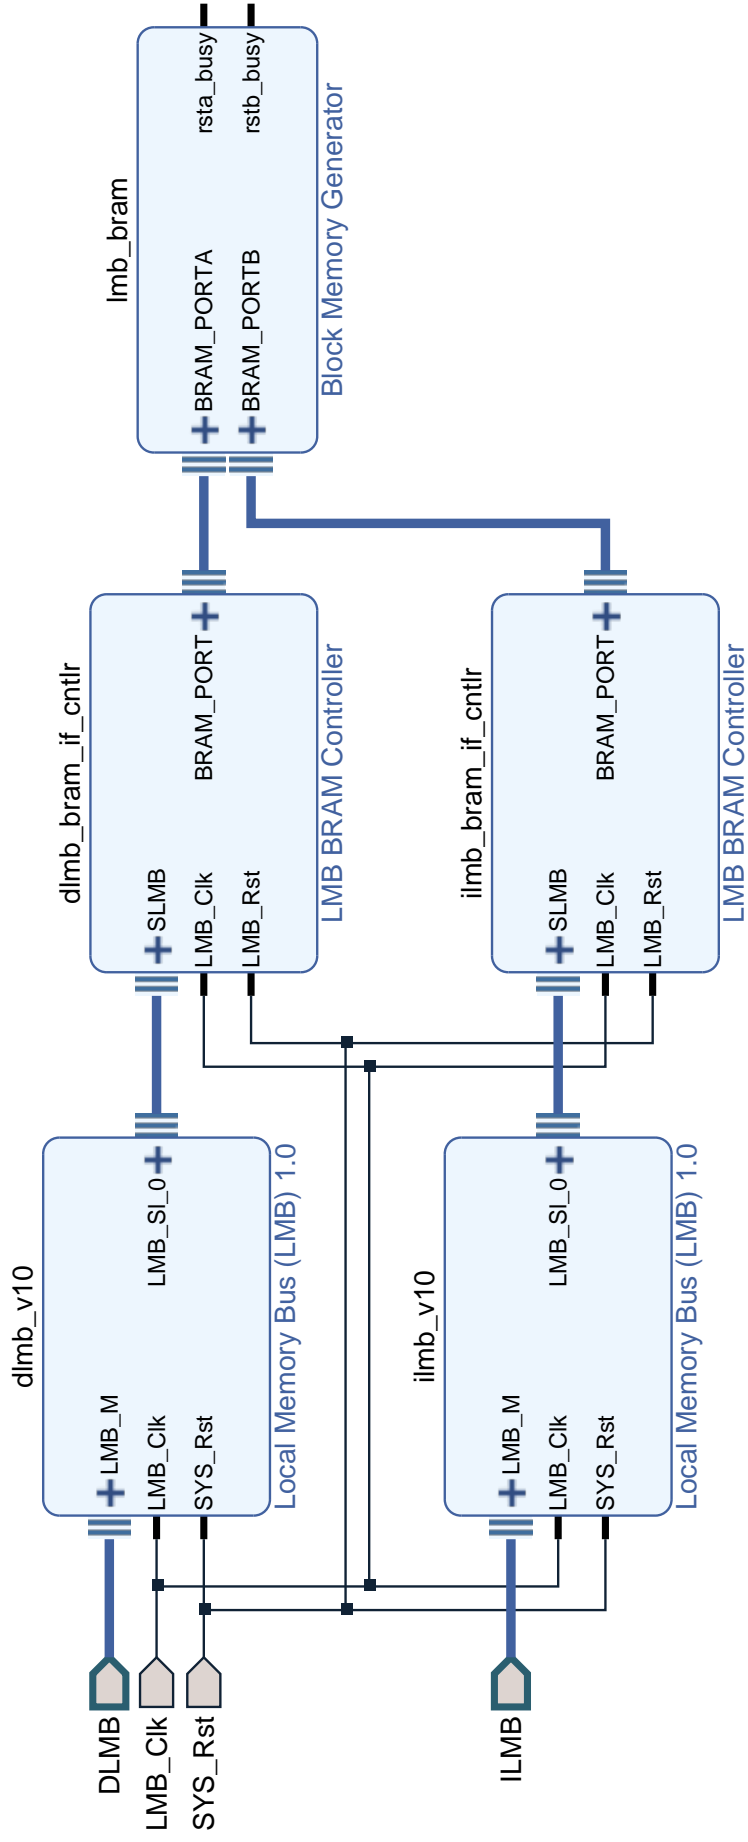 DLMB
LMB_Clk
SYS_Rst
ILMB
dlmb_v10
LMB_M
LMB_Clk
SYS_Rst
LMB_Sl_0
Local Memory Bus (LMB) 1.0
ilmb_v10
LMB_M
LMB_Clk
SYS_Rst
LMB_Sl_0
Local Memory Bus (LMB) 1.0
dlmb_bram_if_cntlr
SLMB
LMB_Clk
LMB_Rst
BRAM_PORT
LMB BRAM Controller
ilmb_bram_if_cntlr
SLMB
LMB_Clk
LMB_Rst
BRAM_PORT
LMB BRAM Controller
lmb_bram
BRAM_PORTA
BRAM_PORTB
rsta_busy
rstb_busy
Block Memory Generator